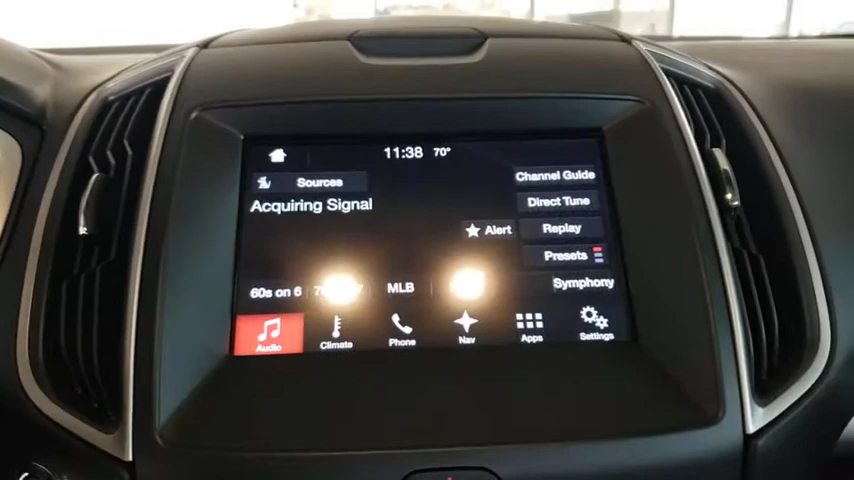 11:38 70°
Sources
Channel Guide
Acquiring Signal
Direct Tune
Alert
Replay
Presets
60s on 6
MLB
Symphony
Audio
Climate
Phone
Nav
Apps
Settings